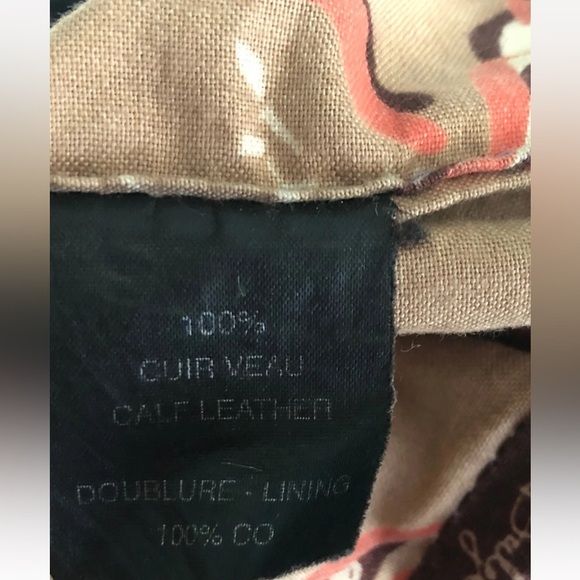 100%
CUIR VEAU
CALF LEATHER
DOUBLURE - LINING
100% CO